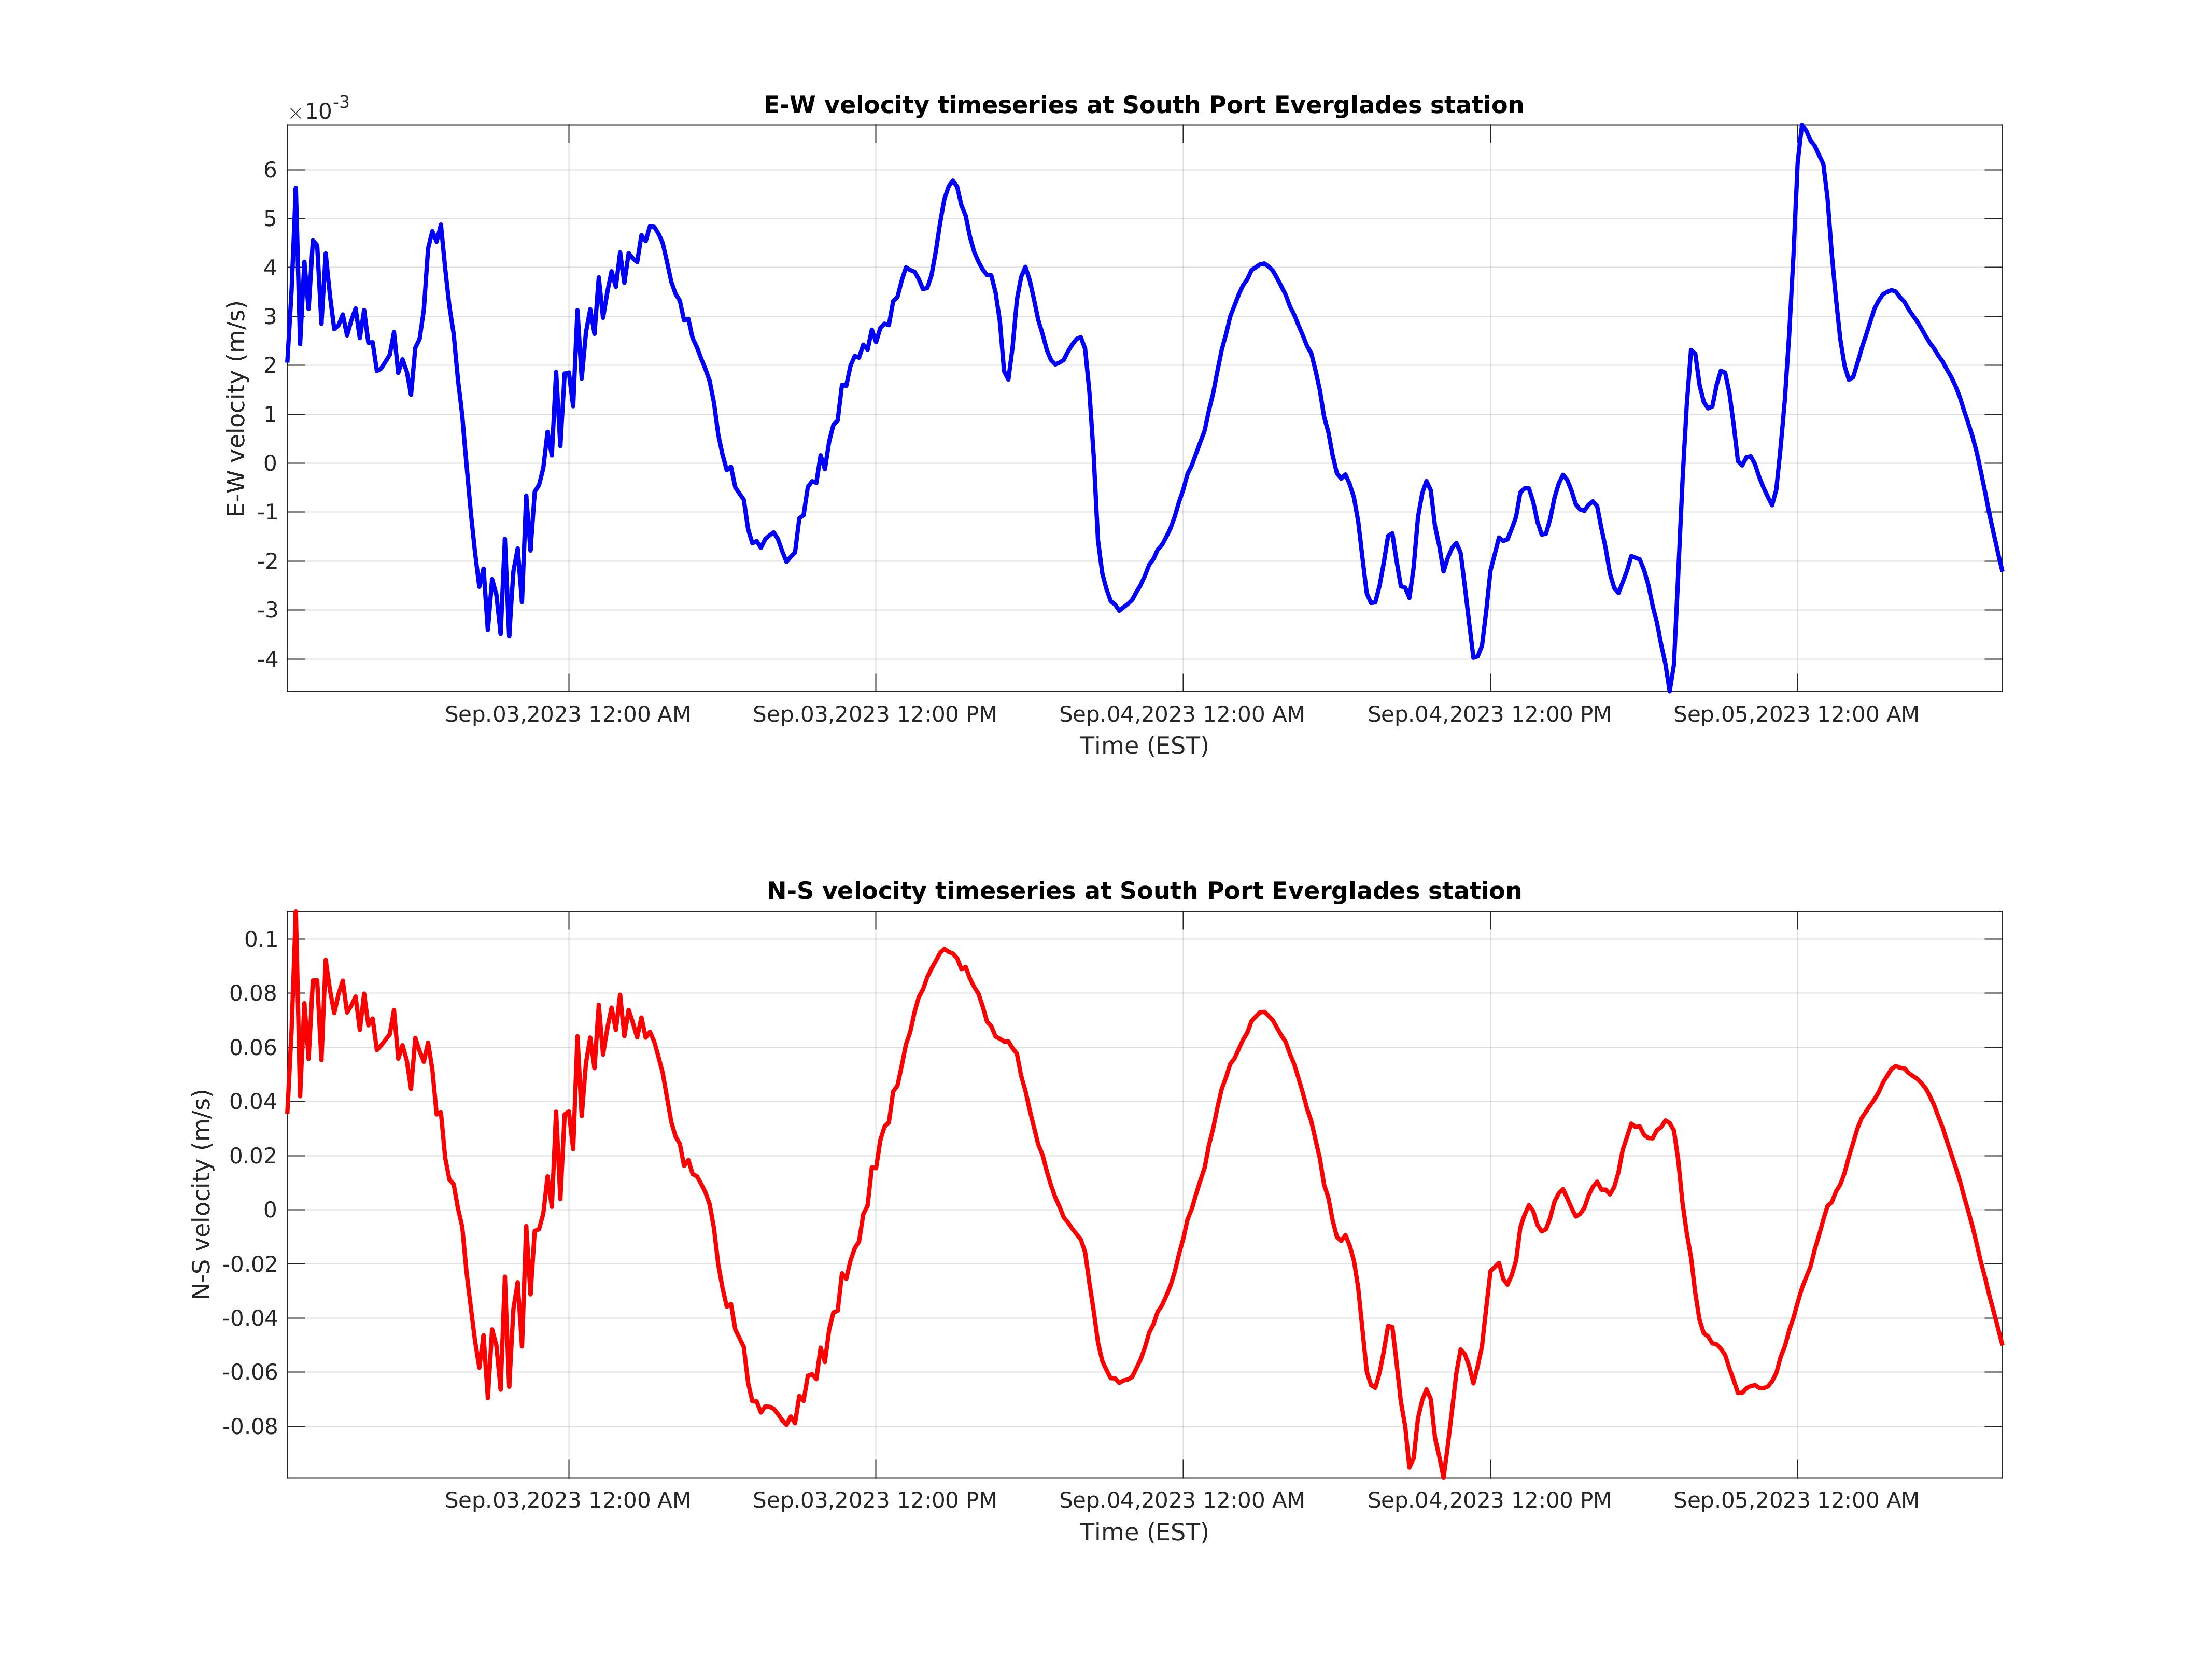 ×10-3
E-W velocity timeseries at South Port Everglades station
6
5
4
3
2
1
0
-1
-2
-3
-4
E-W velocity (m/s)
Sep.03,2023 12:00 AM Sep.03,2023 12:00 PM Sep.04,2023 12:00 AM Sep.04,2023 12:00 PM Sep.05,2023 12:00 AM
Time (EST)
N-S velocity timeseries at South Port Everglades station
0.1
0.08
0.06
0.04
0.02
0
-0.02
-0.04
-0.06
-0.08
N-S velocity (m/s)
Sep.03,2023 12:00 AM Sep.03,2023 12:00 PM Sep.04,2023 12:00 AM Sep.04,2023 12:00 PM Sep.05,2023 12:00 AM
Time (EST)